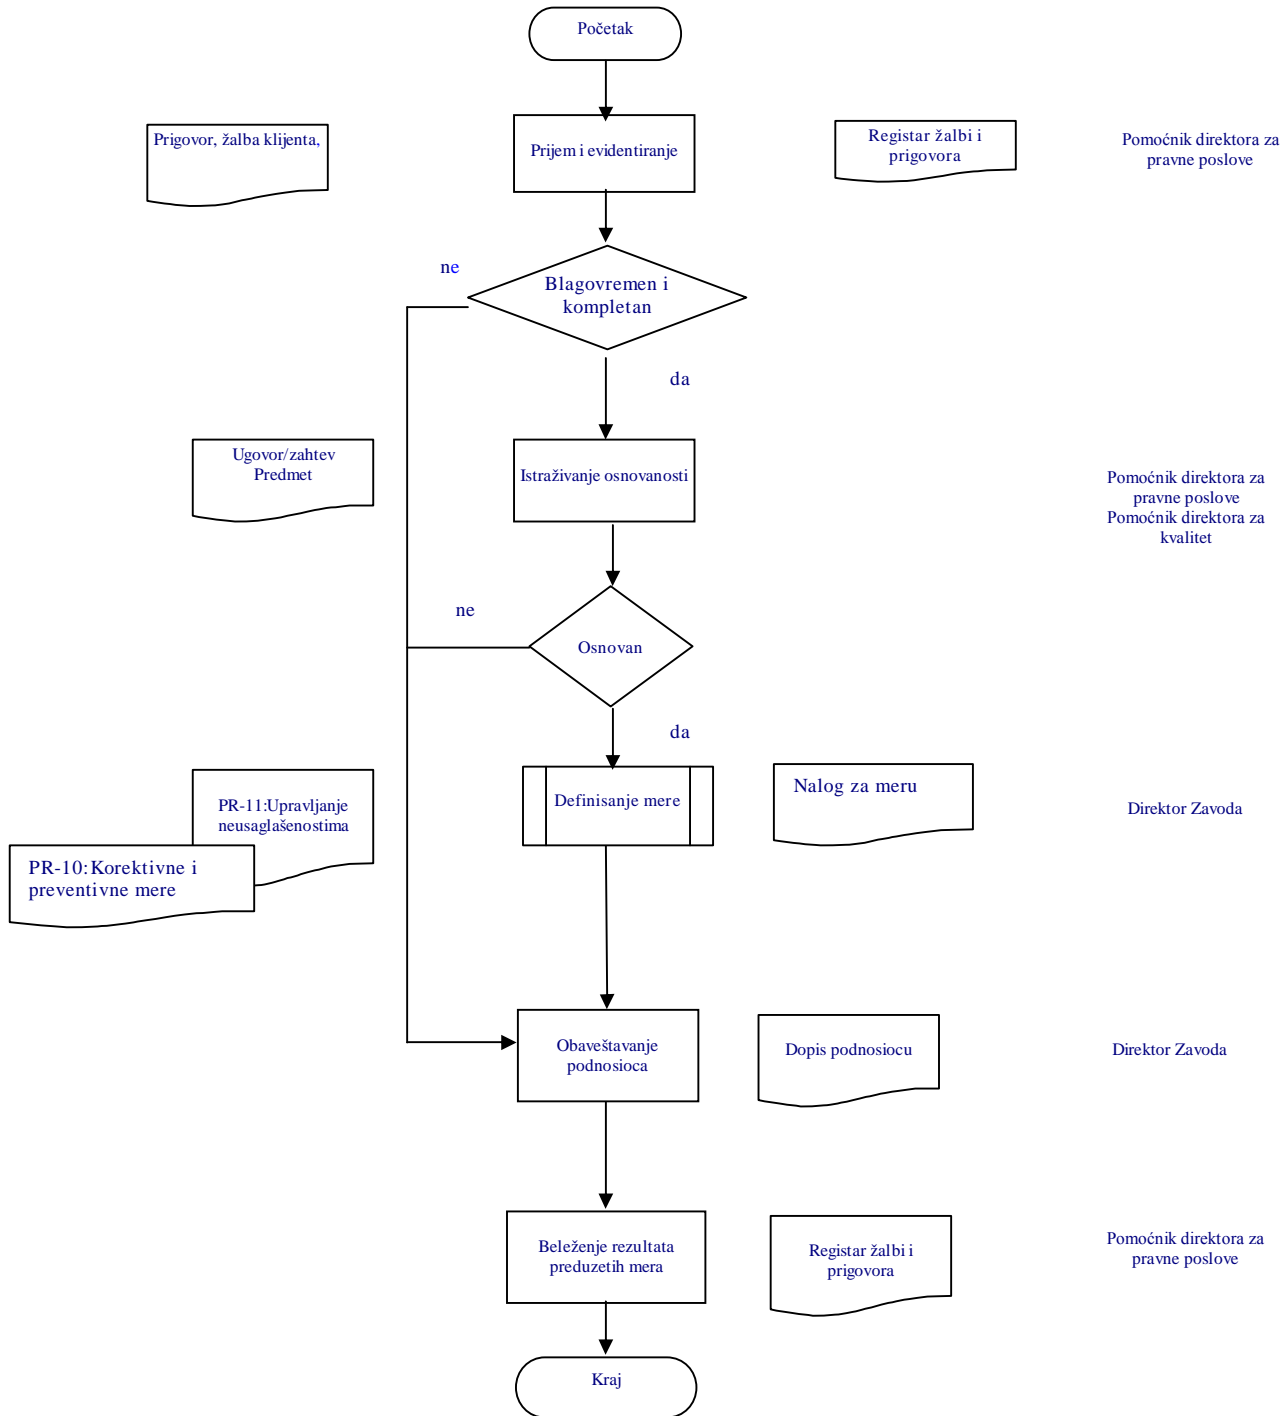 Početak
Prigovor, žalba klijenta,
Prijem i evidentiranje
Registar žalbi i
prigovora
Pomoćnik direktora za
pravne poslove
ne
Blagovremen i
kompletan
da
Ugovor/zahtev
Predmet
Istraživanje osnovanosti
Pomoćnik direktora za
pravne poslove
Pomoćnik direktora za
kvalitet
ne
Osnovan
da
PR-11:Upravljanje
neusaglašenostima
PR-10:Korektivne i
preventivne mere
Definisanje mere
Nalog za meru
Direktor Zavoda
Obaveštavanje
podnosioca
Dopis podnosiocu
Direktor Zavoda
Beleženje rezultata
preduzetih mera
Registar žalbi i
prigovora
Pomoćnik direktora za
pravne poslove
Kraj